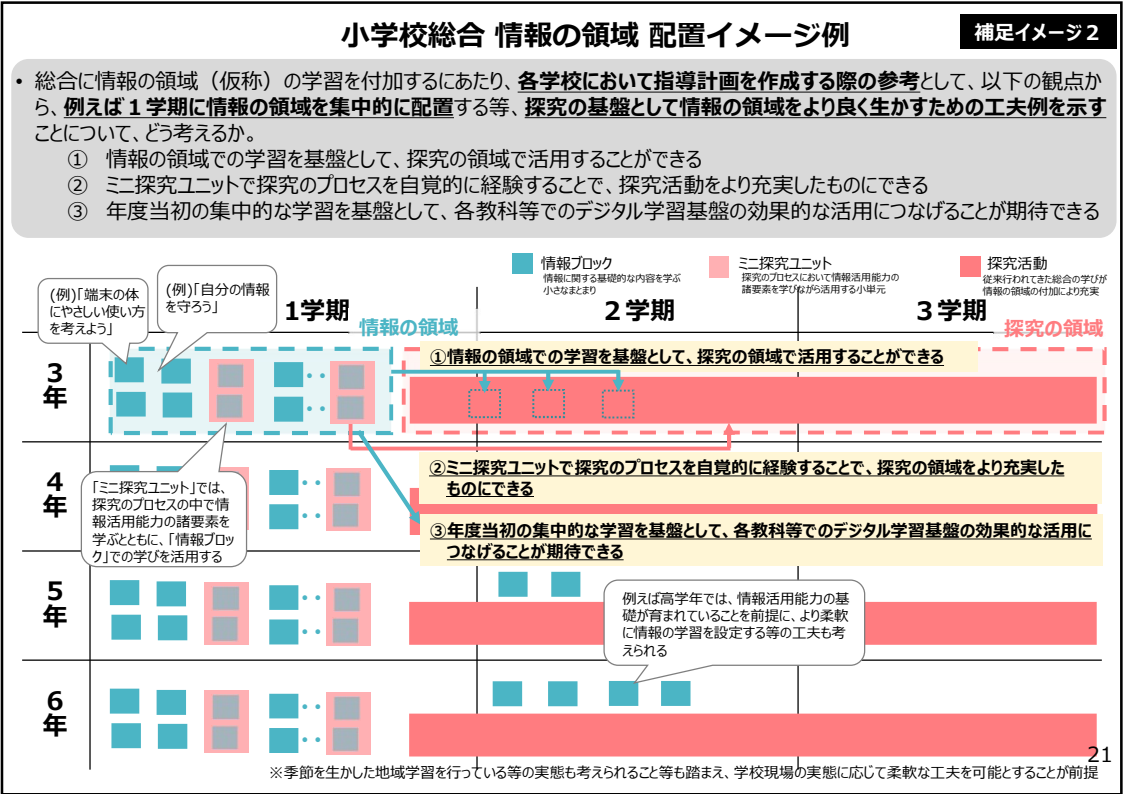 小学校総合 情報の領域 配置イメージ例
補足イメージ２
・ 総合に情報の領域（仮称）の学習を付加するにあたり、各学校において指導計画を作成する際の参考として、以下の観点か
ら、例えば１学期に情報の領域を集中的に配置する等、探究の基盤として情報の領域をより良く生かすための工夫例を示す
ことについて、どう考えるか。
① 情報の領域での学習を基盤として、探究の領域で活用することができる
② ミニ探究ユニットで探究のプロセスを自覚的に経験することで、探究活動をより充実したものにできる
③ 年度当初の集中的な学習を基盤として、各教科等でのデジタル学習基盤の効果的な活用につなげることが期待できる
情報ブロック
情報に関する基礎的な内容を学ぶ
小さなまとまり
ミニ探究ユニット
探究のプロセスにおいて情報活用能力の
諸要素を学びながら活用する小単元
探究活動
従来行われてきた総合の学びが
情報の領域の付加により充実
(例)「端末の体
にやさしい使い方
を考えよう」
(例)「自分の情報
を守ろう」
１学期
２学期
３学期
情報の領域
探究の領域
３
年
①情報の領域での学習を基盤として、探究の領域で活用することができる
４
年
「ミニ探究ユニット」では、
探究のプロセスの中で情
報活用能力の諸要素を
学ぶとともに、「情報ブロッ
ク」での学びを活用する
②ミニ探究ユニットで探究のプロセスを自覚的に経験することで、探究の領域をより充実した
ものにできる
③年度当初の集中的な学習を基盤として、各教科等でのデジタル学習基盤の効果的な活用に
つなげることが期待できる
５
年
例えば高学年では、情報活用能力の基
礎が育まれていることを前提に、より柔軟
に情報の学習を設定する等の工夫も考
えられる
６
年
21
※季節を生かした地域学習を行っている等の実態も考えられること等も踏まえ、学校現場の実態に応じて柔軟な工夫を可能とすることが前提